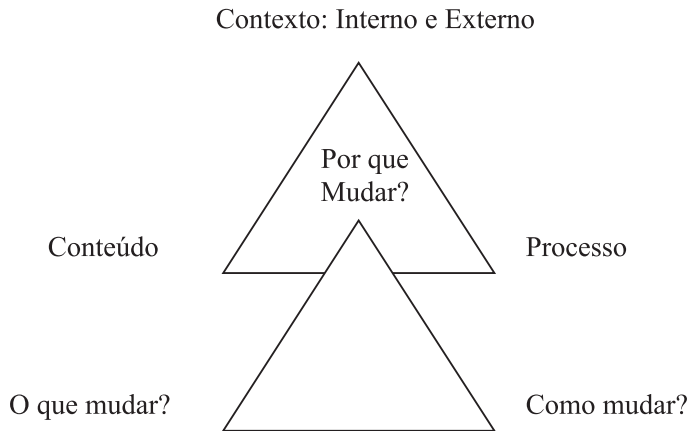 Contexto: Interno e Externo
Por que
Mudar?
Conteúdo
Processo
O que mudar?
Como mudar?